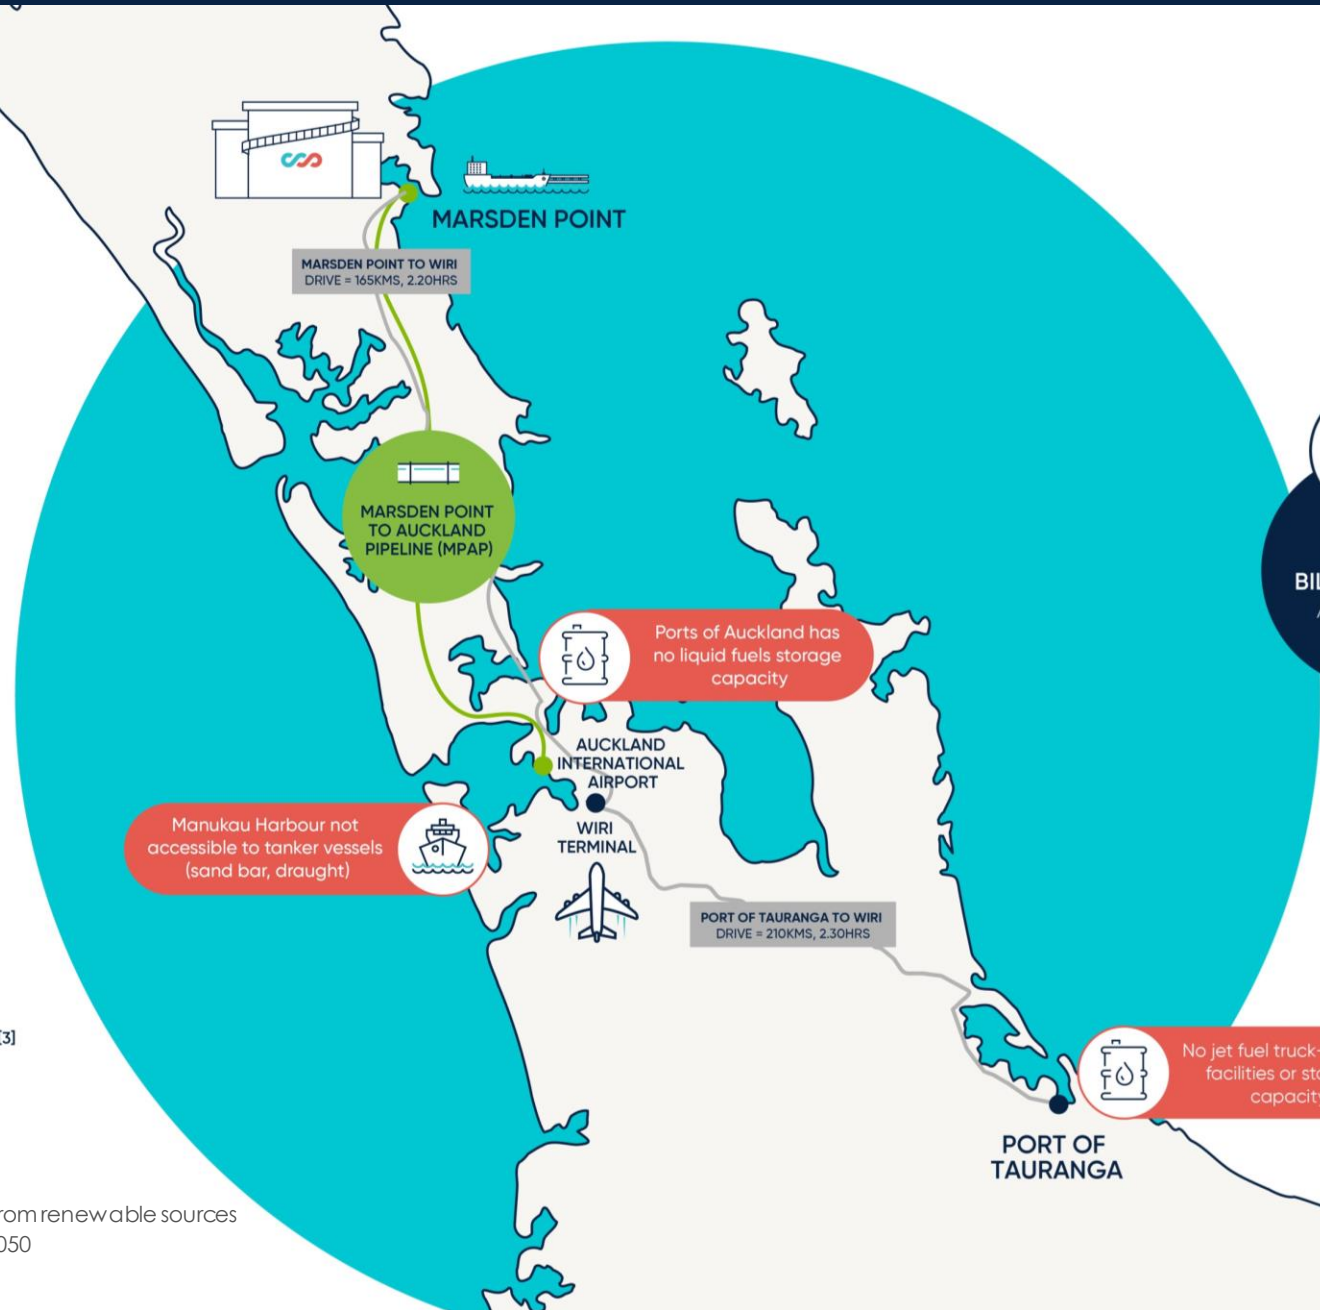 MARSDEN POINT
MARSDEN POINT TO WIRI
DRIVE = 165KMS, 2.20HRS
MARSDEN POINT
TO AUCKLAND
PIPELINE (MPAP)
BIL
Ports of Auckland has
no liquid fuels storage
capacity
AUCKLAND
INTERNATIONAL
AIRPORT
WIRI
TERMINAL
Manukau Harbour not
accessible to tanker vessels
(sand bar, draught)
PORT OF TAURANGA TO WIRI
DRIVE = 210KMS, 2.30HRS
[3]
No jet fuel truck-
facilities or sto
capacity
PORT OF
TAURANGA
rom renewable sources
050